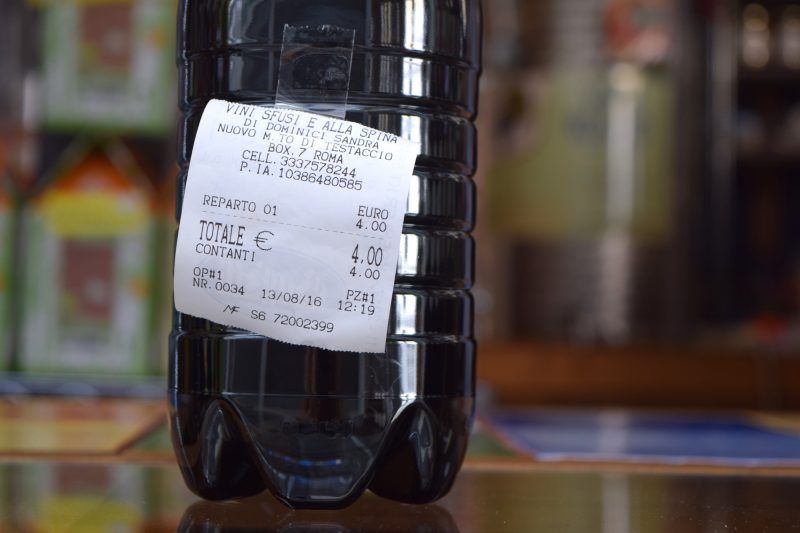 VINI SFUSI E ALLA SPINA
DI DOMINICI SANDRA
NUOVO M.TO DI TESTACCIO
BOX.7 ROMA
CELL.3337578244
P.IA.10386480585
EURO
REPARTO 01 4.00
TOTALE € 4,00
CONTANTI 4.00
OP#1 PZ#1
NR.0034 13/08/16 12:19
MF S6 72002399